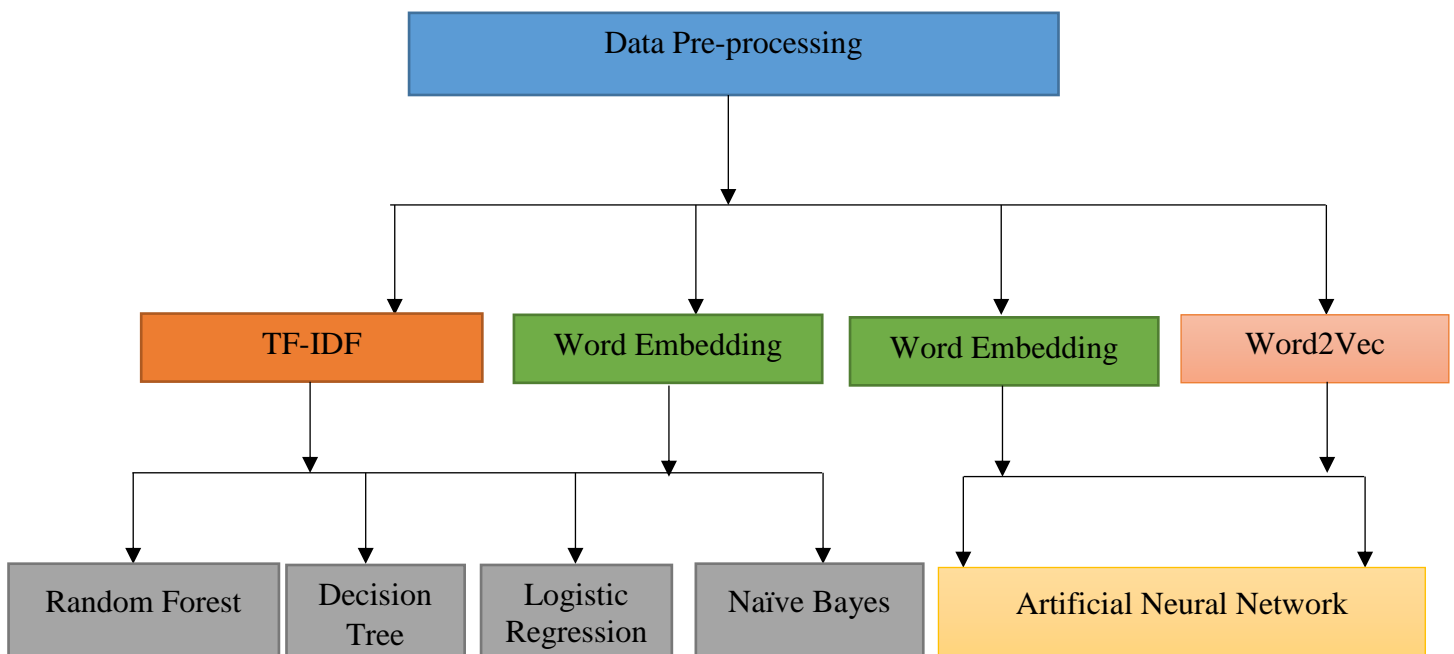 Data Pre-processing
TF-IDF
Word Embedding
Word Embedding
Word2Vec
Random Forest
Decision
Tree
Logistic
Regression
Naïve Bayes
Artificial Neural Network